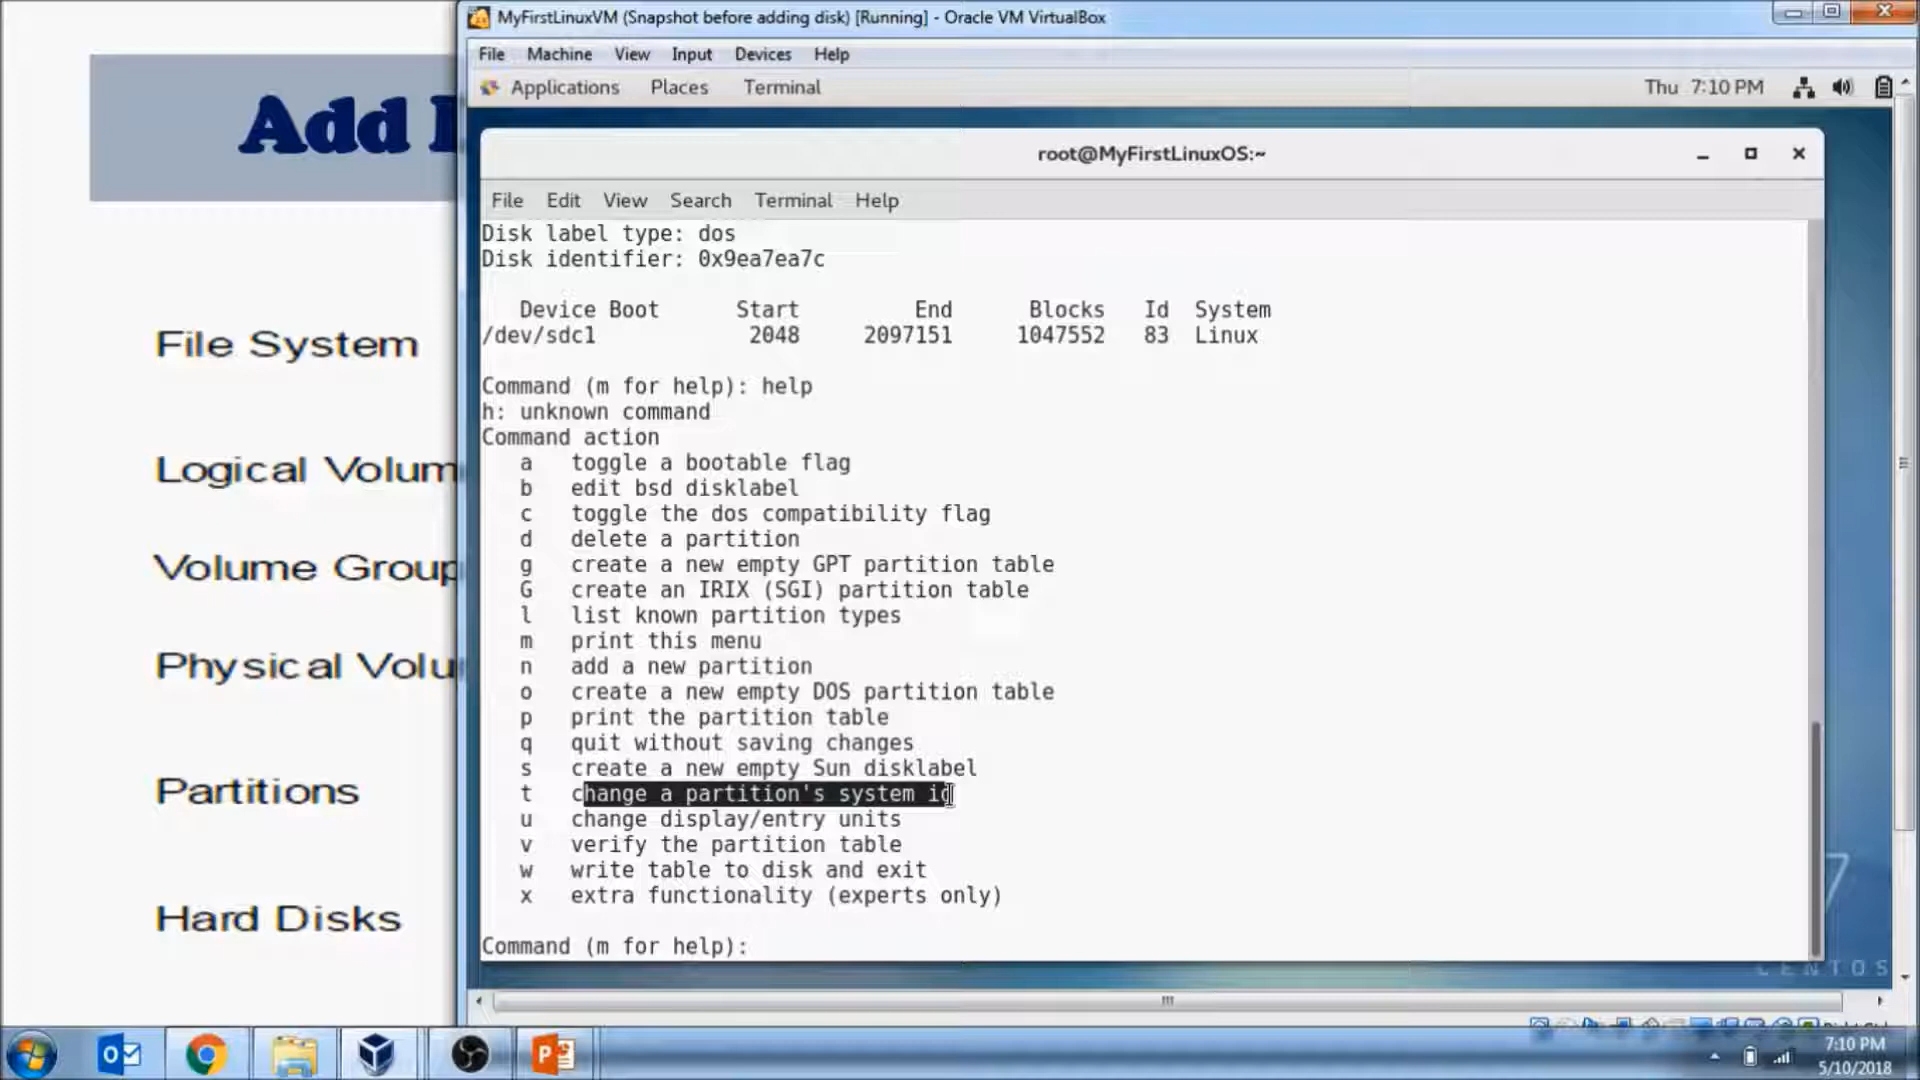 MyFirstLinuxVM (Snapshot before adding disk) [Running] - Oracle VM VirtualBox
File Machine View Input Devices Help
Applications Places Terminal Thu 7:10 PM
root@MyFirstLinuxOS:~
File Edit View Search Terminal Help
Disk label type: dos
Disk identifier: 0x9ea7ea7c
Device Boot Start End Blocks Id System
/dev/sdc1 2048 2097151 1047552 83 Linux
Command (m for help): help
h: unknown command
Command action
a toggle a bootable flag
b edit bsd disklabel
c toggle the dos compatibility flag
d delete a partition
g create a new empty GPT partition table
G create an IRIX (SGI) partition table
l list known partition types
m print this menu
n add a new partition
o create a new empty DOS partition table
p print the partition table
q quit without saving changes
s create a new empty Sun disklabel
t change a partition's system id
u change display/entry units
v verify the partition table
w write table to disk and exit
x extra functionality (experts only)
Command (m for help):
7
CENTOS
Add
File System
Logical Volum
Volume Group
Physical Volu
Partitions
Hard Disks
7:10 PM
5/10/2018